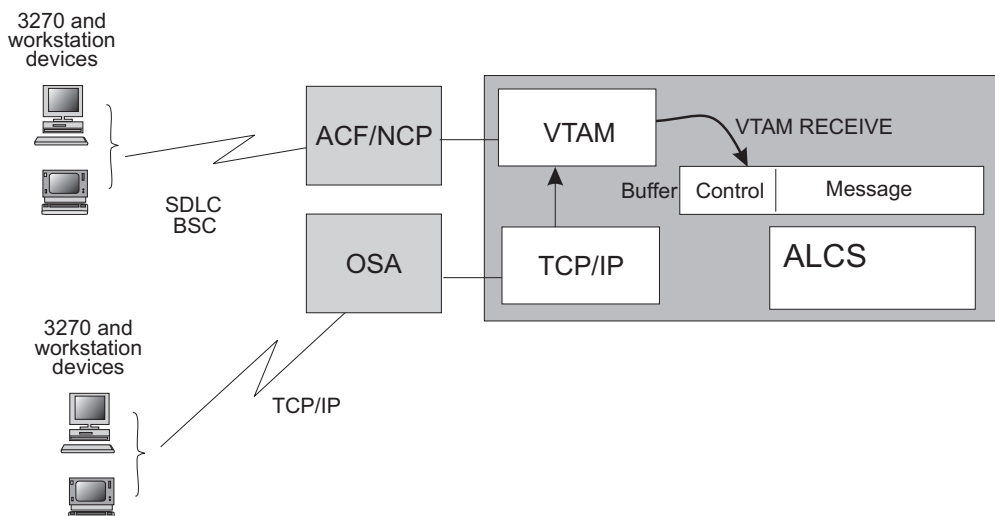 3270 and
workstation
devices
ACF/NCP
VTAM
VTAM RECEIVE
Buffer
Control
Message
SDLC
BSC
OSA
TCP/IP
ALCS
3270 and
workstation
devices
TCP/IP